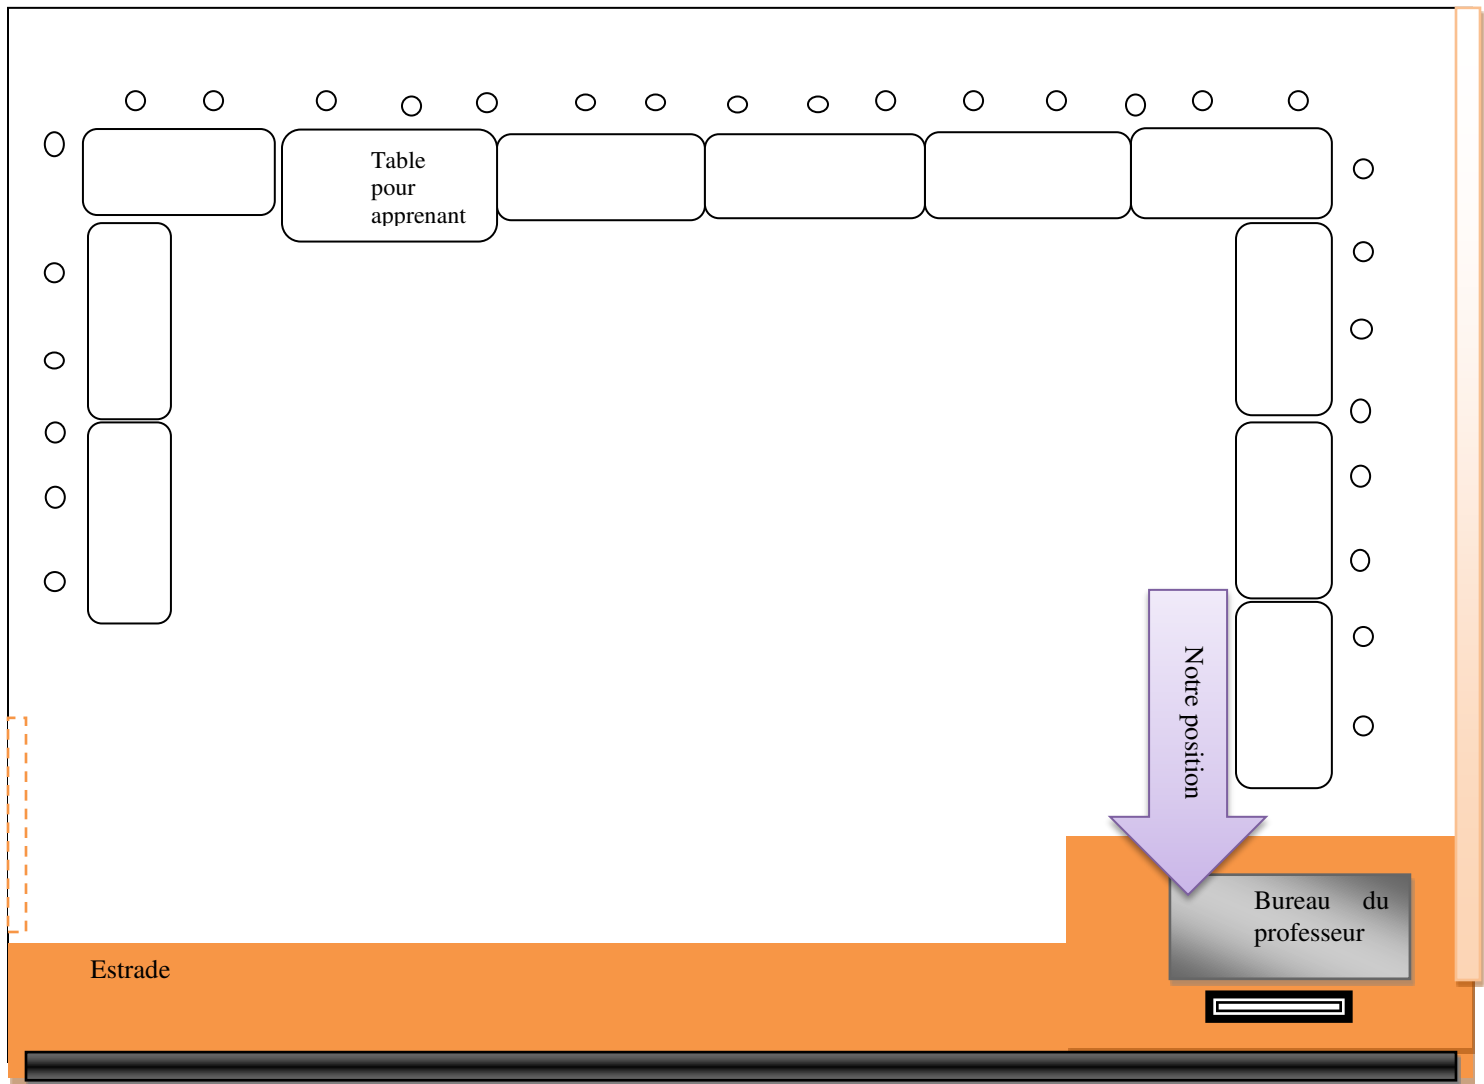 Table
pour
apprenant
Notre position
Bureau du
professeur
Estrade